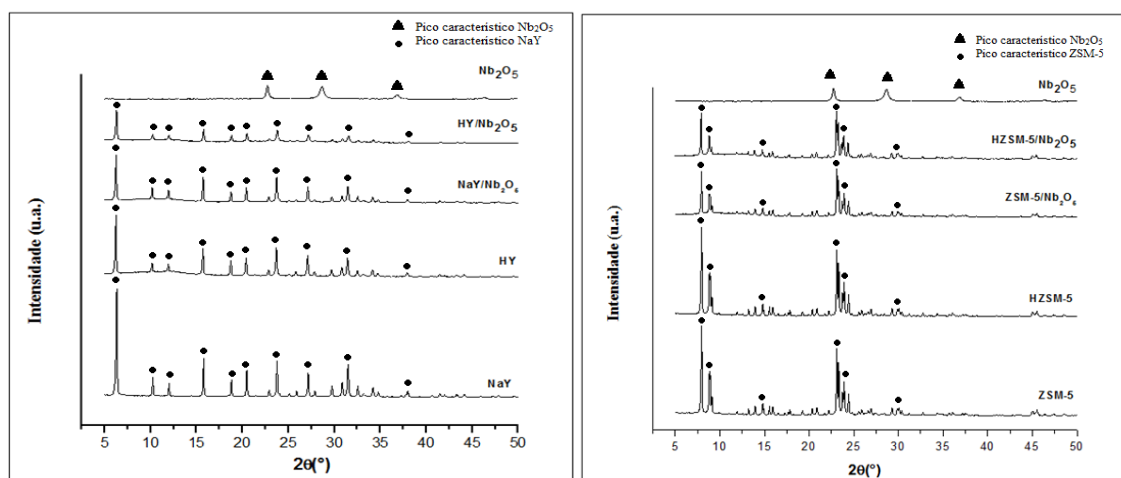 Pico característico Nb₂O₅
Pico característico NaY
Nb₂O₅
HY/Nb₂O₅
NaY/Nb₂O₆
HY
NaY
Intensidade (u.a.)
5 10 15 20 25 30 35 40 45 50
2θ(°)
Pico característico Nb₂O₅
Pico característico ZSM-5
Nb₂O₅
HZSM-5/Nb₂O₅
ZSM-5/Nb₂O₆
HZSM-5
ZSM-5
Intensidade (u.a.)
5 10 15 20 25 30 35 40 45 50
2θ(°)